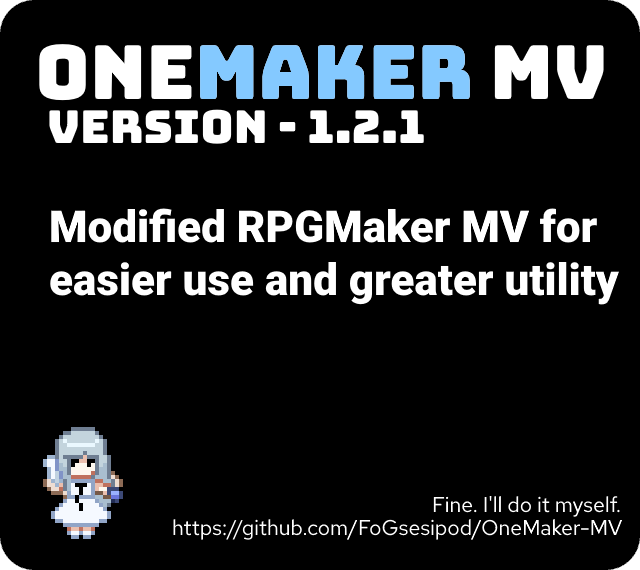 ONEMAKER MV
VERSION - 1.2.1
Modified RPGMaker MV for
easier use and greater utility
Fine. I'll do it myself.
https://github.com/FoGsesipod/OneMaker-MV